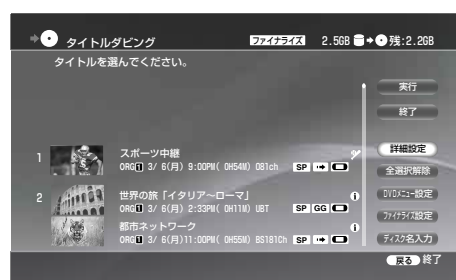 タイトルダビング ファイナライズ 2.5GB 残:2.2GB
タイトルを選んでください。
実行
終了
詳細設定
全選択解除
DVDメニュー設定
ファイナライズ設定
ディスク名入力
1 スポーツ中継
ORG 1 3/ 6(月) 9:00PM( 0H54M) 081ch SP
2 世界の旅「イタリア～ローマ」
ORG 1 3/ 6(月) 2:33PM( 0H11M) UBT SP GG
都市ネットワーク
ORG 1 3/ 6(月)11:00PM( 0H55M) BS181Ch SP
戻る 終了